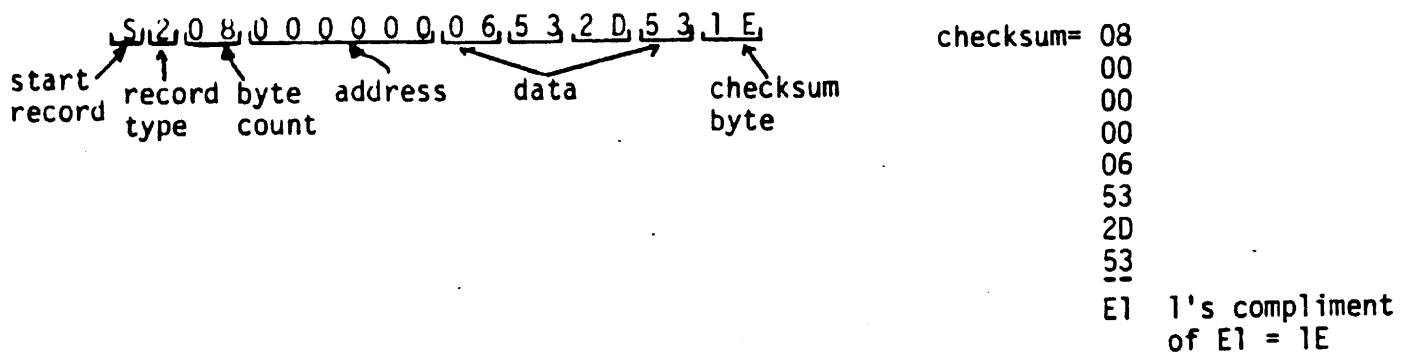 S 2 0 8 0 0 0 0 0 0 0 6 5 3 2 D 5 3 1 E
start record
record type
byte count
address
data
checksum byte
checksum= 08
00
00
00
06
53
2D
53
--
E1 1's compliment
of E1 = 1E